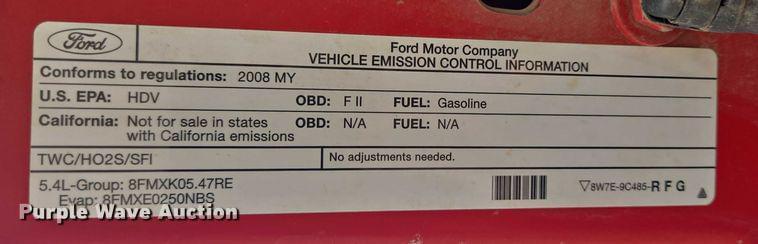 Ford
Ford Motor Company
VEHICLE EMISSION CONTROL INFORMATION
Conforms to regulations: 2008 MY
U.S. EPA: HDV OBD: F II FUEL: Gasoline
California: Not for sale in states with California emissions OBD: N/A FUEL: N/A
TWC/HO2S/SFI No adjustments needed.
5.4L-Group: 8FMXK05.47RE
Evap: 8FMXE0250NBS
▽8W7E-9C485-RFG
Purple Wave Auction